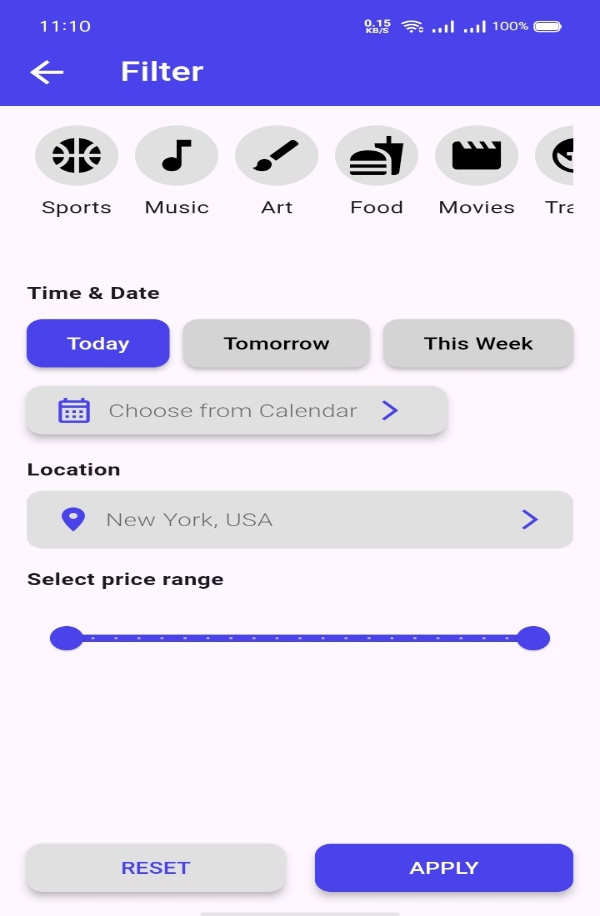 11:10 0.15 KB/S 100%
Filter
Sports Music Art Food Movies Tra
Time & Date
Today Tomorrow This Week
Choose from Calendar
Location
New York, USA
Select price range
RESET APPLY